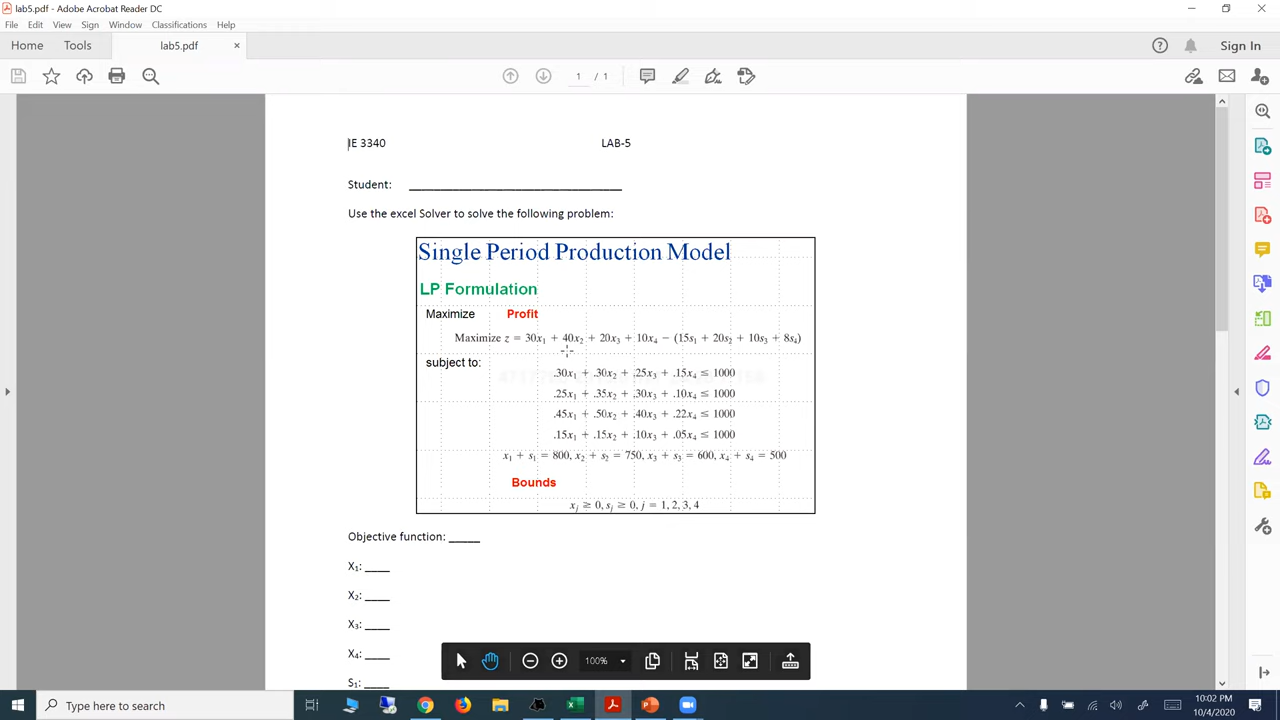 lab5.pdf - Adobe Acrobat Reader DC
File Edit View Sign Window Classifications Help
Home Tools lab5.pdf × Sign In
1 / 1
IE 3340 LAB-5
Student: ____________________
Use the excel Solver to solve the following problem:
Single Period Production Model
LP Formulation
Maximize Profit
Maximize z = 30x₁ + 40x₂ + 20x₃ + 10x₄ − (15s₁ + 20s₂ + 10s₃ + 8s₄)
subject to:
.30x₁ + .30x₂ + .25x₃ + .15x₄ ≤ 1000
.25x₁ + .35x₂ + .30x₃ + .10x₄ ≤ 1000
.45x₁ + .50x₂ + .40x₃ + .22x₄ ≤ 1000
.15x₁ + .15x₂ + .10x₃ + .05x₄ ≤ 1000
x₁ + s₁ = 800, x₂ + s₂ = 750, x₃ + s₃ = 600, x₄ + s₄ = 500
Bounds
xⱼ ≥ 0, sⱼ ≥ 0, j = 1, 2, 3, 4
Objective function: _____
X₁: ____
X₂: ____
X₃: ____
X₄: ____
S₁: ____
100%
Type here to search
10:02 PM
10/4/2020